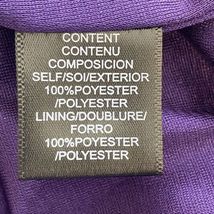 CONTENT
CONTENU
COMPOSICION
SELF/SOI/EXTERIOR
100%POYESTER
/POLYESTER
LINING/DOUBLURE/
FORRO
100%POYESTER
/POLYESTER